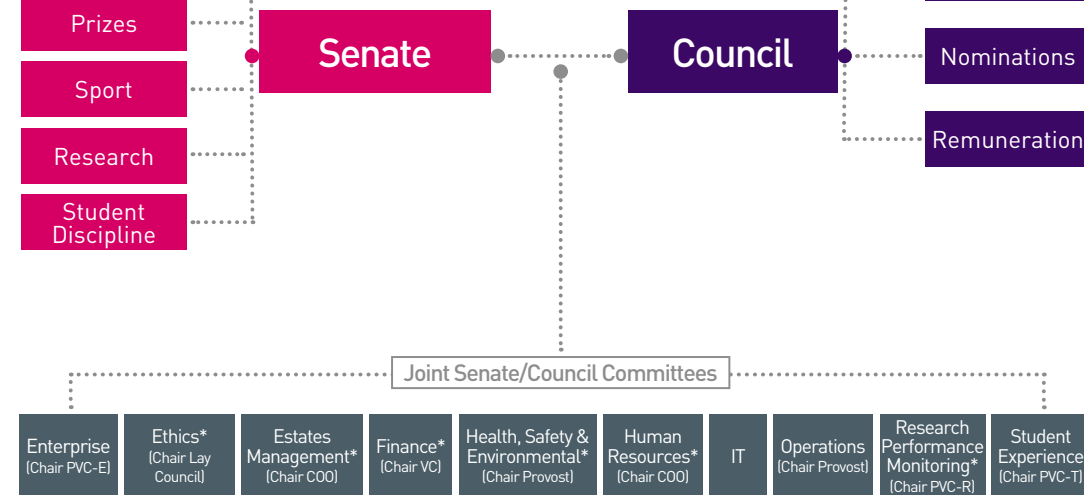 Prizes
Sport
Research
Student
Discipline
Senate
Council
Nominations
Remuneration
Joint Senate/Council Committees
Enterprise
(Chair PVC-E)
Ethics*
(Chair Lay
Council)
Estates
Management*
(Chair COO)
Finance*
(Chair VC)
Health, Safety &
Environmental*
(Chair Provost)
Human
Resources*
(Chair COO)
IT
Operations
(Chair Provost)
Research
Performance
Monitoring*
(Chair PVC-R)
Student
Experience
(Chair PVC-T)